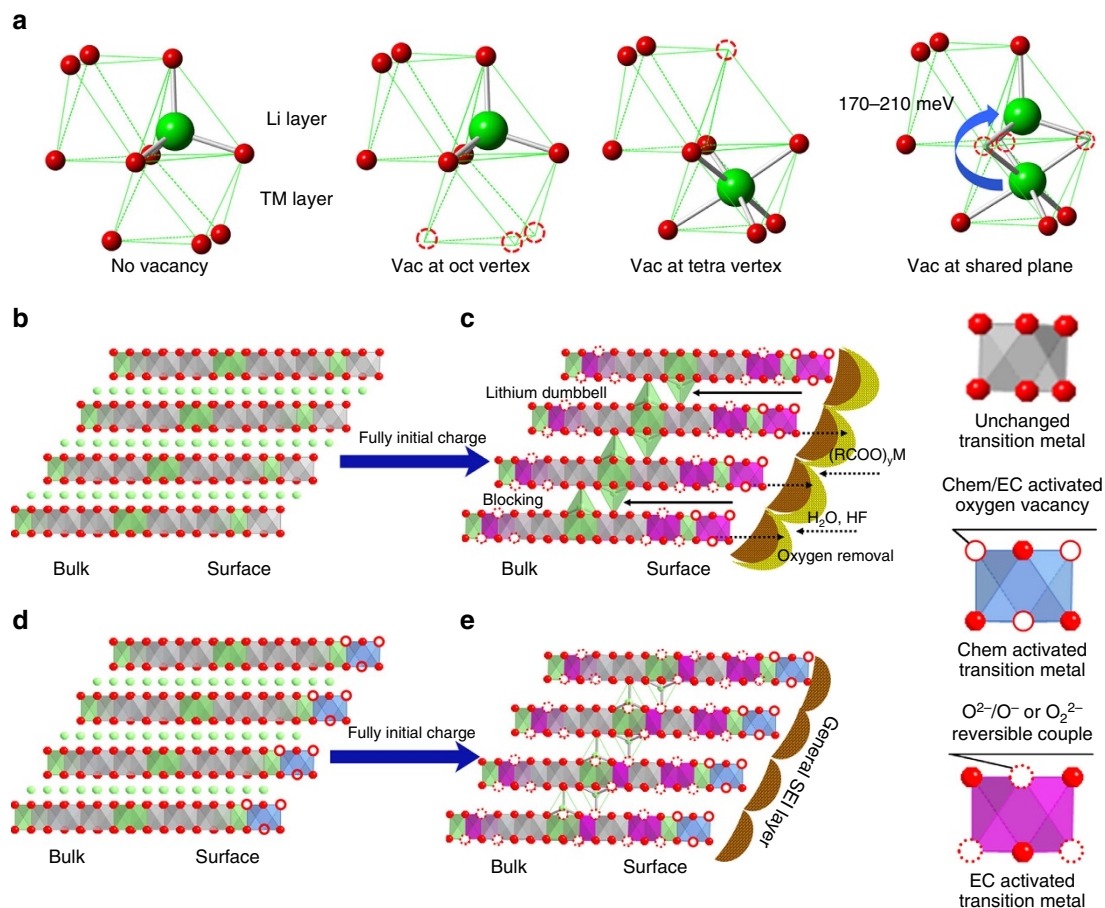 a
Li layer
TM layer
170–210 meV
No vacancy
Vac at oct vertex
Vac at tetra vertex
Vac at shared plane
b
Fully initial charge
Bulk
Surface
c
Lithium dumbbell
Blocking
(RCOO)yM
H2O, HF
Oxygen removal
Bulk
Surface
d
Fully initial charge
Bulk
Surface
e
General SEI layer
Bulk
Surface
Unchanged
transition metal
Chem/EC activated
oxygen vacancy
Chem activated
transition metal
O2–/O– or O22–
reversible couple
EC activated
transition metal